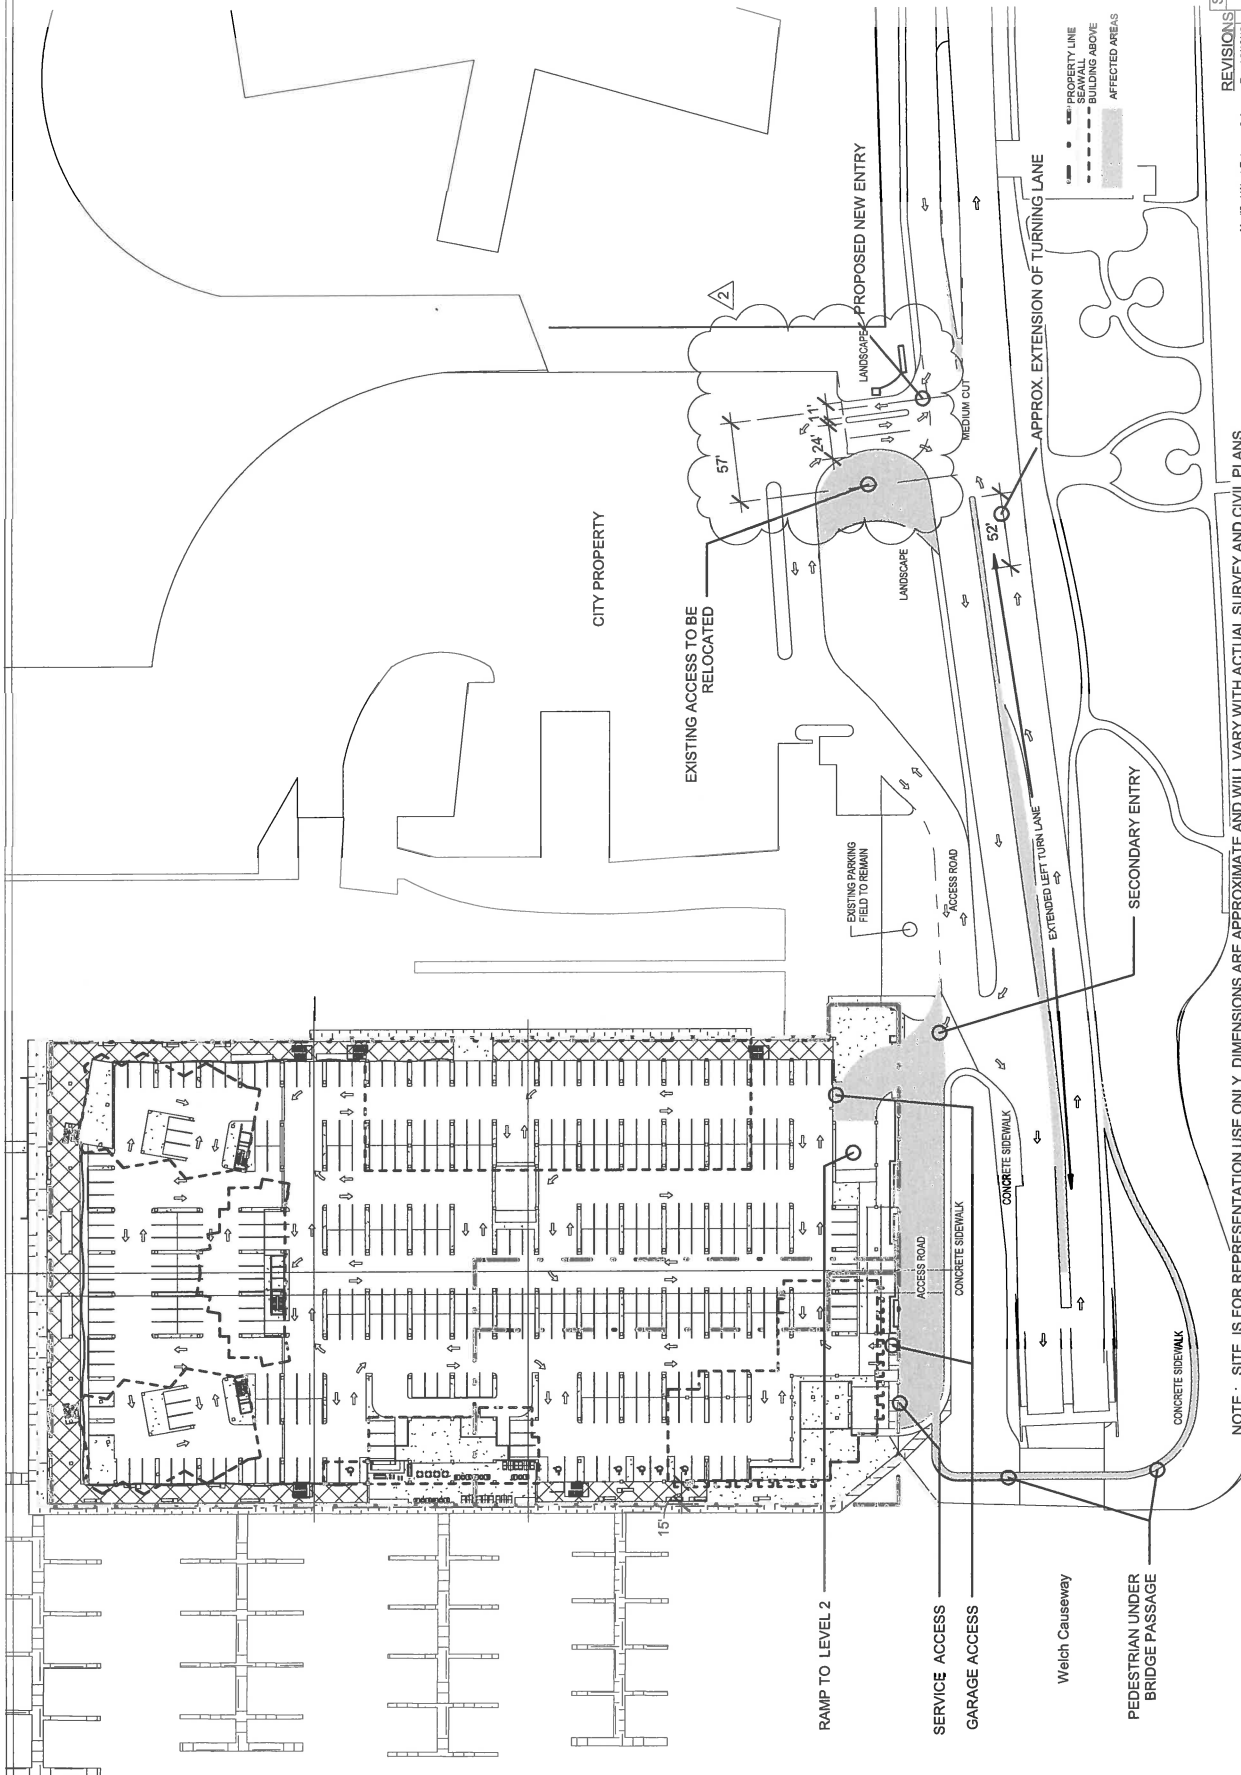 RAMP TO LEVEL 2
SERVICE ACCESS
GARAGE ACCESS
Welch Causeway
PEDESTRIAN UNDER
BRIDGE PASSAGE
15'
ACCESS ROAD
CONCRETE SIDEWALK
CONCRETE SIDEWALK
CONCRETE SIDEWALK
SECONDARY ENTRY
EXTENDED LEFT TURN LANE
EXISTING PARKING
FIELD TO REMAIN
ACCESS ROAD
EXISTING ACCESS TO BE
RELOCATED
CITY PROPERTY
LANDSCAPE
52'
57'
24'
11'
MEDIUM CUT
LANDSCAPE
PROPOSED NEW ENTRY
2
APPROX. EXTENSION OF TURNING LANE
PROPERTY LINE
SEAWALL
BUILDING ABOVE
AFFECTED AREAS
REVISIONS
NOTE : SITE IS FOR REPRESENTATION USE ONLY. DIMENSIONS ARE APPROXIMATE AND WILL VARY WITH ACTUAL SURVEY AND CIVIL PLANS